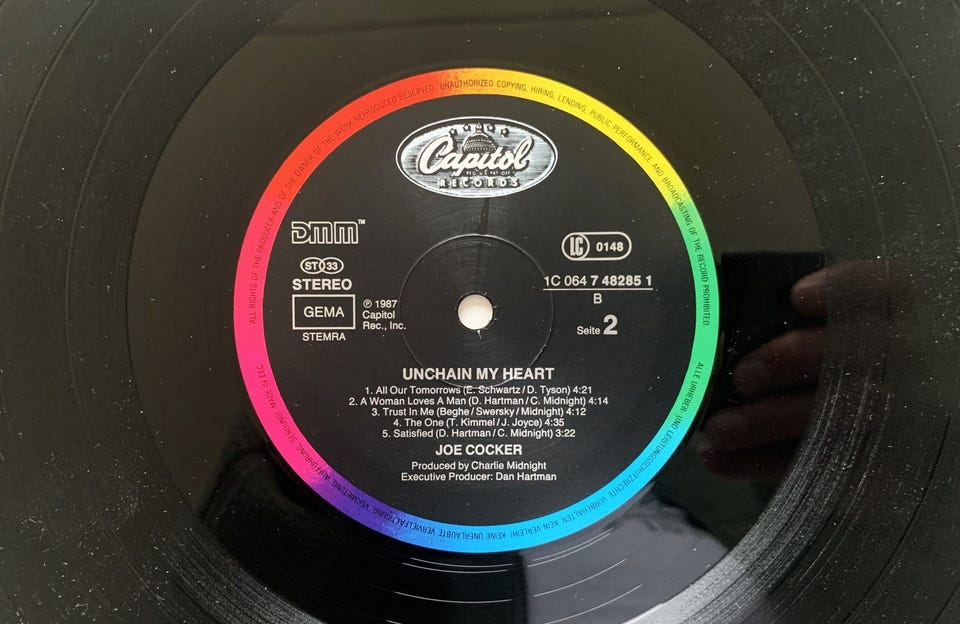 ALL RIGHTS OF THE PRODUCER AND OF THE OWNER OF THE WORK REPRODUCED RESERVED. UNAUTHORIZED COPYING, HIRING, LENDING, PUBLIC PERFORMANCE AND BROADCASTING OF THE RECORD PROHIBITED.
Capitol
RECORDS
DMM™
LC 0148
ST 33
STEREO
GEMA
STEMRA
℗ 1987
Capitol
Rec., Inc.
1C 064 7 48285 1
B
Seite 2
UNCHAIN MY HEART
1. All Our Tomorrows (E. Schwartz / D. Tyson) 4:21
2. A Woman Loves A Man (D. Hartman / C. Midnight) 4:14
3. Trust in Me (Beghe / Swersky / Midnight) 4:12
4. The One (T. Kimmel / J. Joyce) 4:35
5. Satisfied (D. Hartman / C. Midnight) 3:22
JOE COCKER
Produced by Charlie Midnight
Executive Producer: Dan Hartman
ALLE URHEBER- UND LEISTUNGSSCHUTZRECHTE VORBEHALTEN. KEIN VERLEIH! KEINE UNERLAUBTE VERVIELFÄLTIGUNG, VERMIETUNG, AUFFÜHRUNG, SENDUNG! MADE IN EEC.